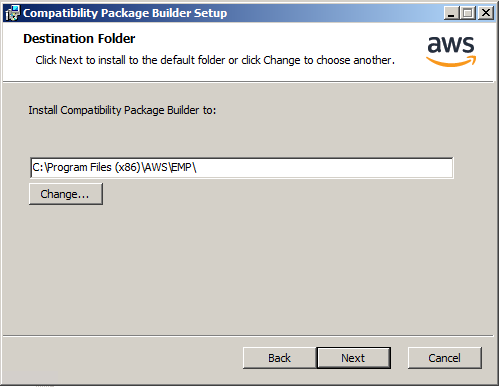 Compatibility Package Builder Setup
Destination Folder
Click Next to install to the default folder or click Change to choose another.
aws
Install Compatibility Package Builder to:
C:\Program Files (x86)\AWS\EMP\
Change...
Back
Next
Cancel